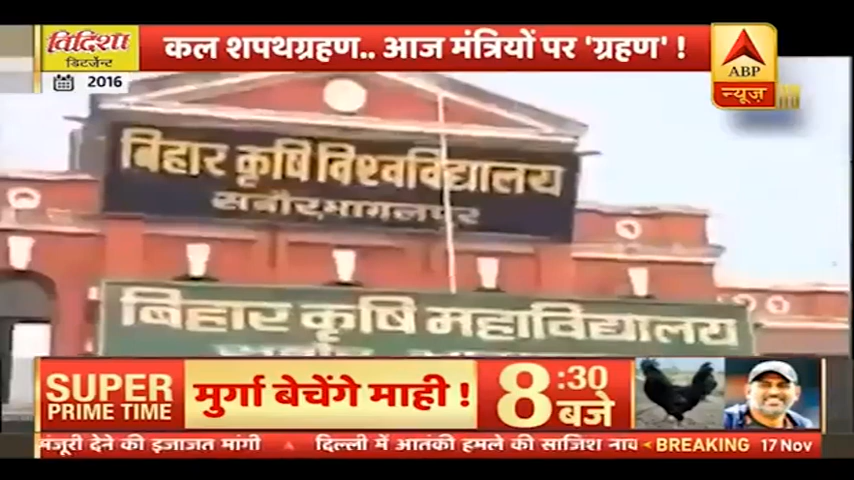 विदिशा
डिटर्जेन्ट
कल शपथग्रहण.. आज मंत्रियों पर 'ग्रहण' !
ABP
न्यूज़
2016
बिहार कृषि विश्वविद्यालय
सबौर, भागलपुर
बिहार कृषि महाविद्यालय
SUPER
PRIME TIME
मुर्गा बेचेंगे माही !
8:30
बजे
मंजूरी देने की इजाजत मांगी
दिल्ली में आतंकी हमले की साजिश नाक
BREAKING
17 Nov